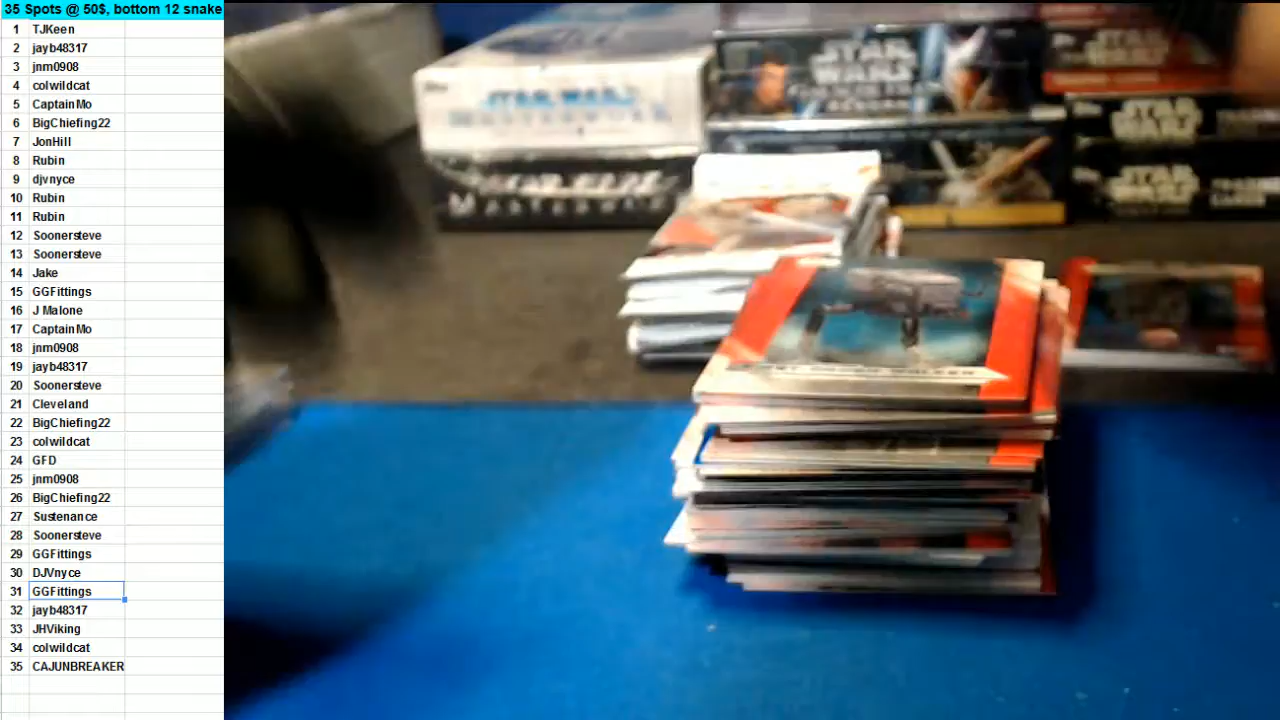 35 Spots @ 50$, bottom 12 snake
1 TJKeen
2 jayb48317
3 jnm0908
4 colwildcat
5 CaptainMo
6 BigChiefing22
7 JonHill
8 Rubin
9 djvnyce
10 Rubin
11 Rubin
12 Soonersteve
13 Soonersteve
14 Jake
15 GGFittings
16 J Malone
17 CaptainMo
18 jnm0908
19 jayb48317
20 Soonersteve
21 Cleveland
22 BigChiefing22
23 colwildcat
24 GFD
25 jnm0908
26 BigChiefing22
27 Sustenance
28 Soonersteve
29 GGFittings
30 DJVnyce
31 GGFittings
32 jayb48317
33 JHViking
34 colwildcat
35 CAJUNBREAKER
STAR WARS
MASTERWORK
STAR WARS
MASTERWORK
STAR
WARS
STAR
WARS
STAR
WARS